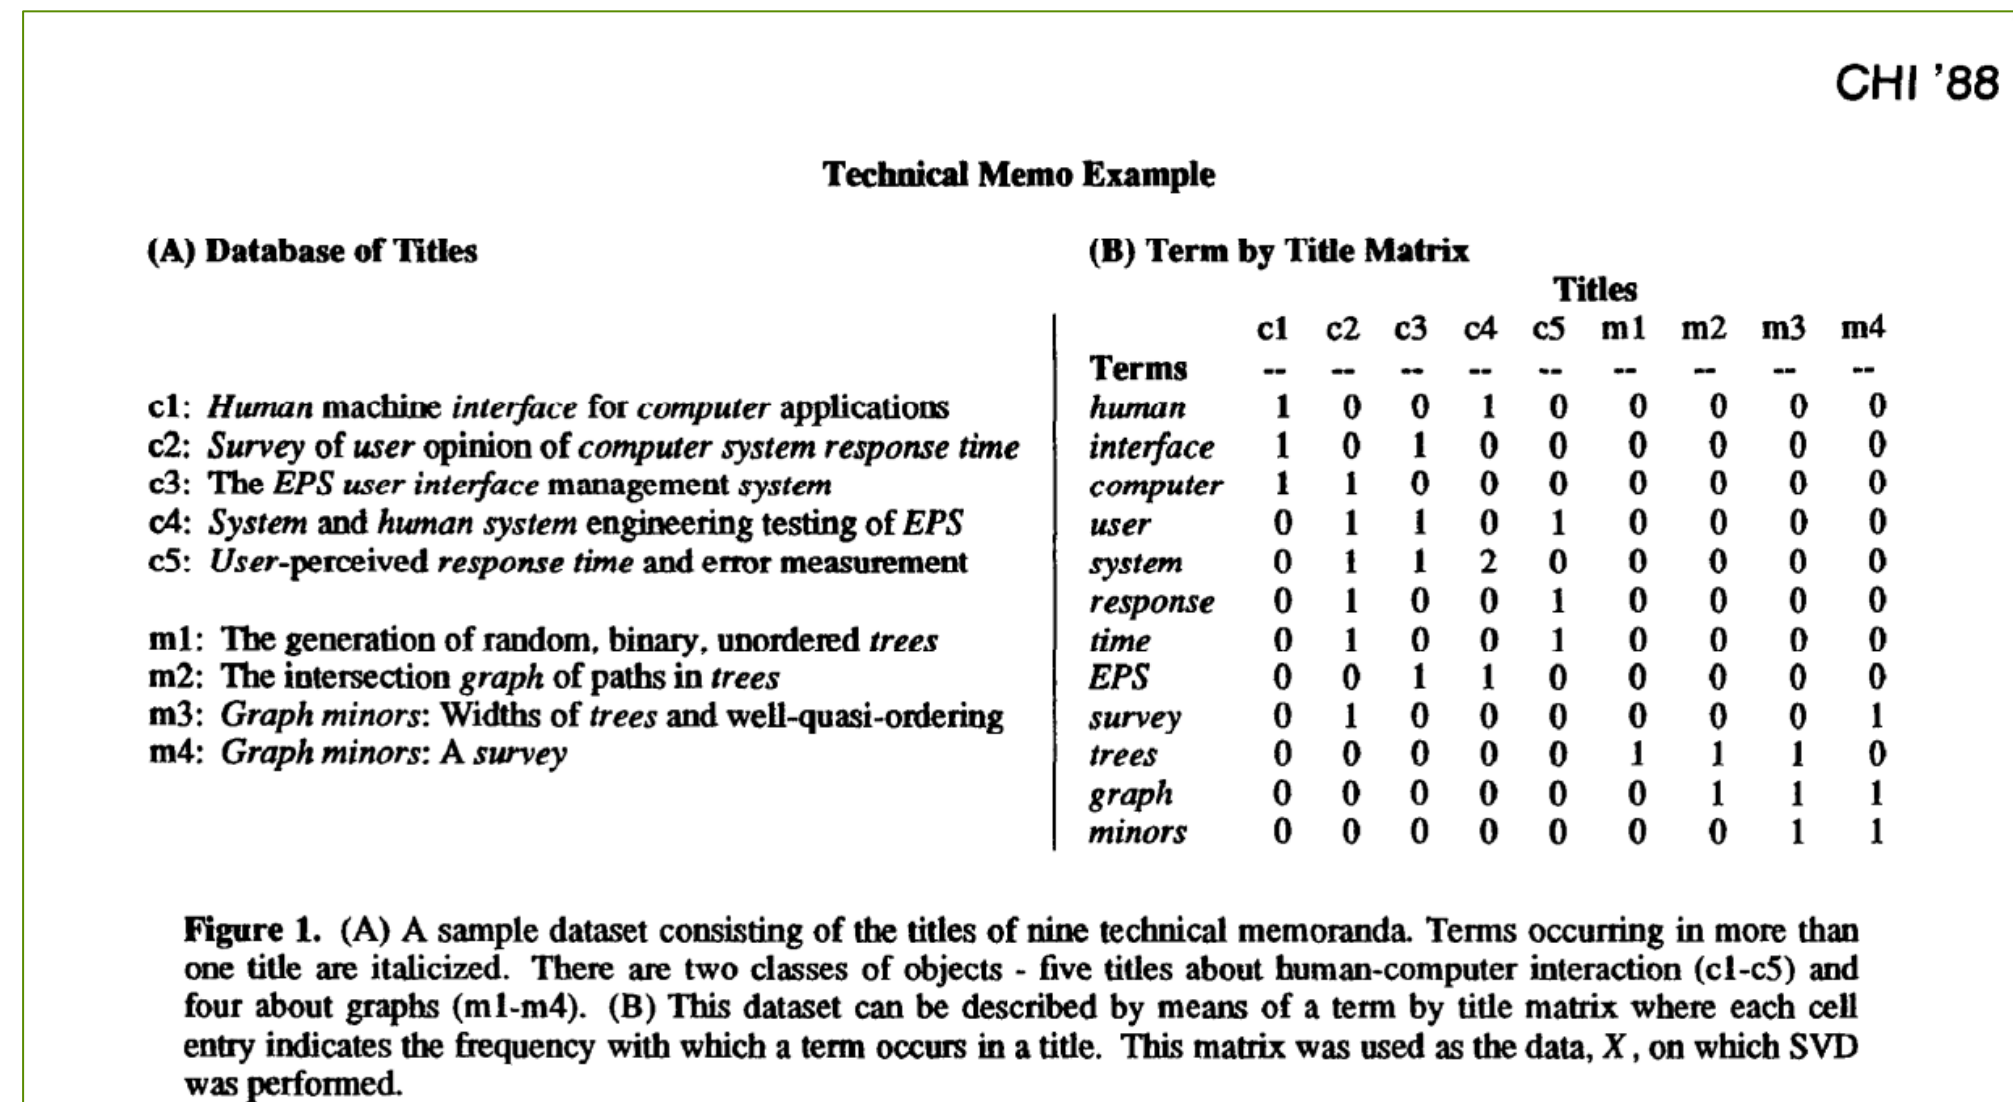 CHI '88
Technical Memo Example
(A) Database of Titles
c1: Human machine interface for computer applications
c2: Survey of user opinion of computer system response time
c3: The EPS user interface management system
c4: System and human system engineering testing of EPS
c5: User-perceived response time and error measurement
m1: The generation of random, binary, unordered trees
m2: The intersection graph of paths in trees
m3: Graph minors: Widths of trees and well-quasi-ordering
m4: Graph minors: A survey
(B) Term by Title Matrix
Titles
c1 c2 c3 c4 c5 m1 m2 m3 m4
Terms -- -- -- -- -- -- -- -- --
human 1 0 0 1 0 0 0 0 0
interface 1 0 1 0 0 0 0 0 0
computer 1 1 0 0 0 0 0 0 0
user 0 1 1 0 1 0 0 0 0
system 0 1 1 2 0 0 0 0 0
response 0 1 0 0 1 0 0 0 0
time 0 1 0 0 1 0 0 0 0
EPS 0 0 1 1 0 0 0 0 0
survey 0 1 0 0 0 0 0 0 1
trees 0 0 0 0 0 1 1 1 0
graph 0 0 0 0 0 0 1 1 1
minors 0 0 0 0 0 0 0 1 1
Figure 1. (A) A sample dataset consisting of the titles of nine technical memoranda. Terms occurring in more than
one title are italicized. There are two classes of objects - five titles about human-computer interaction (c1-c5) and
four about graphs (m1-m4). (B) This dataset can be described by means of a term by title matrix where each cell
entry indicates the frequency with which a term occurs in a title. This matrix was used as the data, X, on which SVD
was performed.